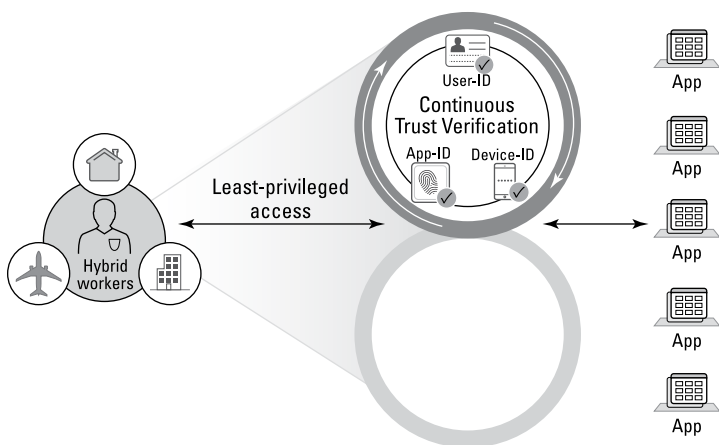 User-ID
Continuous
Trust Verification
App-ID
Device-ID
Least-privileged
access
Hybrid
workers
App
App
App
App
App